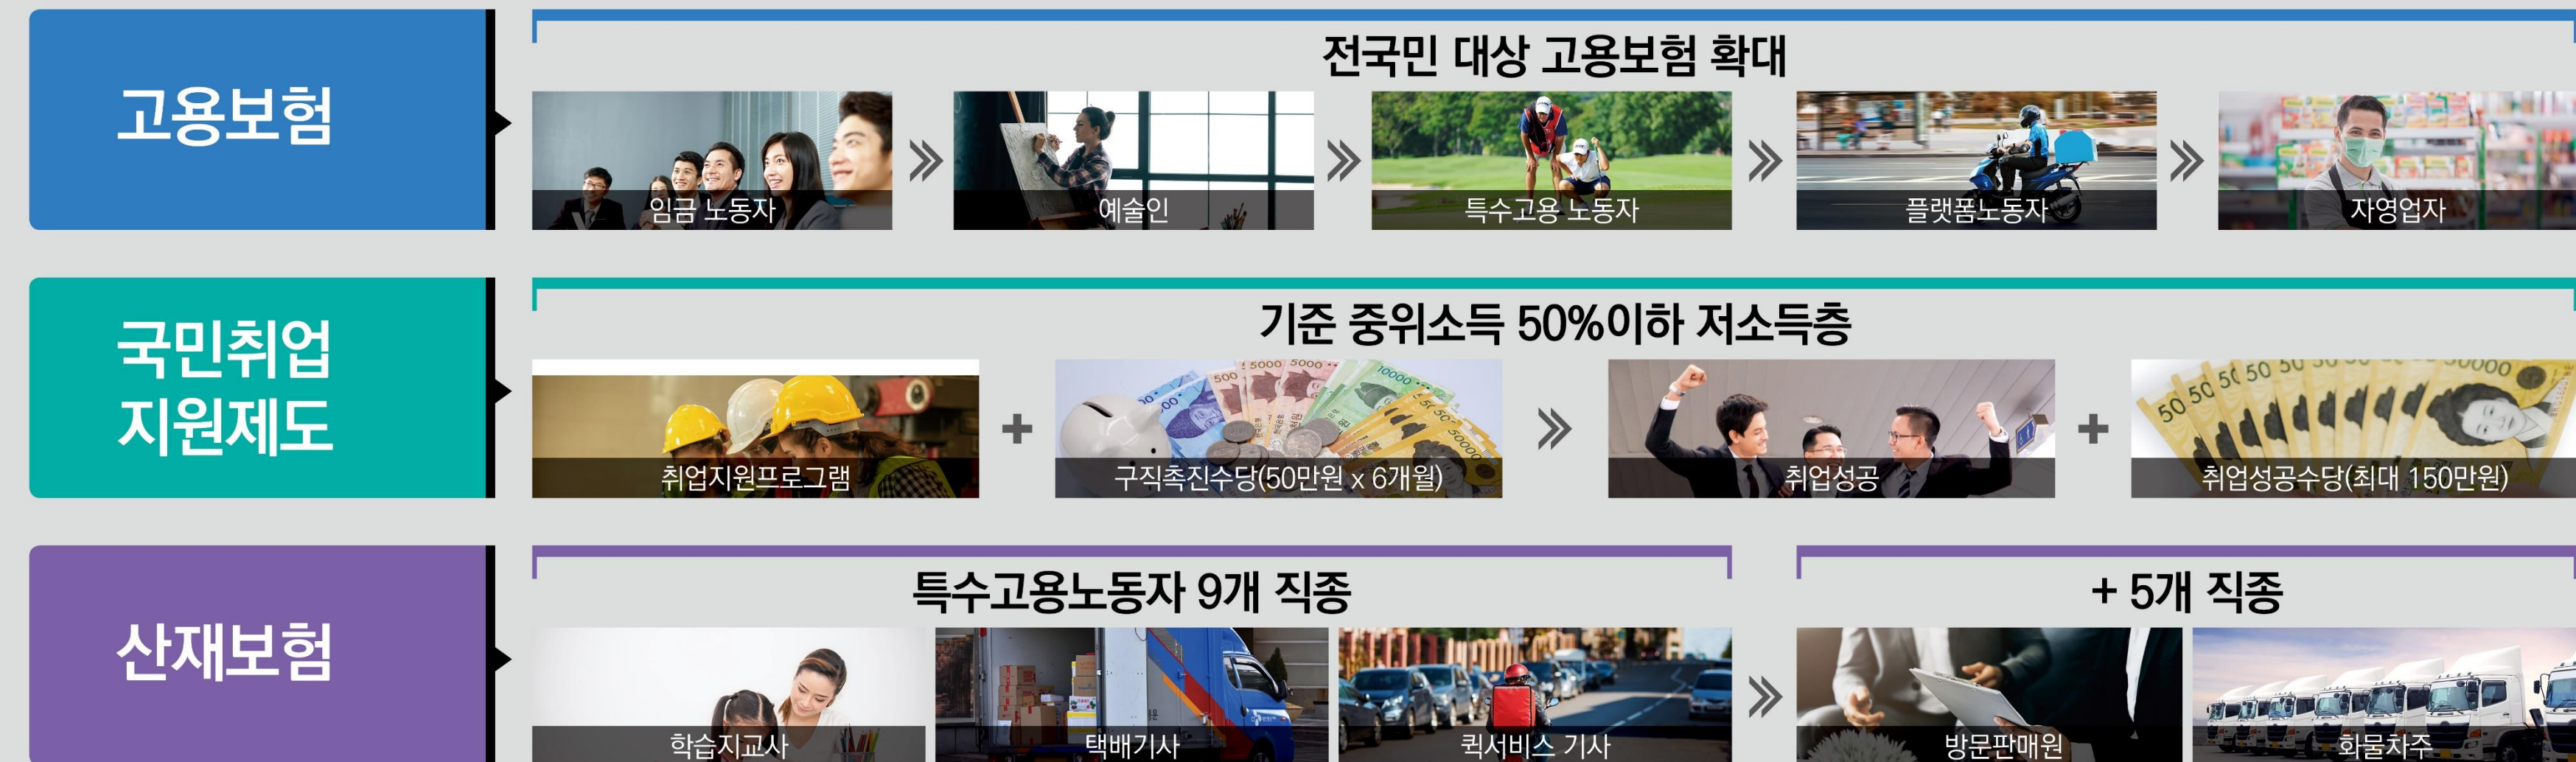 고용보험
전국민 대상 고용보험 확대
임금 노동자
예술인
특수고용 노동자
플랫폼노동자
자영업자
국민취업
지원제도
기준 중위소득 50%이하 저소득층
취업지원프로그램
+
구직촉진수당(50만원 x 6개월)
취업성공
+
취업성공수당(최대 150만원)
산재보험
특수고용노동자 9개 직종
학습지교사
택배기사
퀵서비스 기사
+ 5개 직종
방문판매원
화물차주